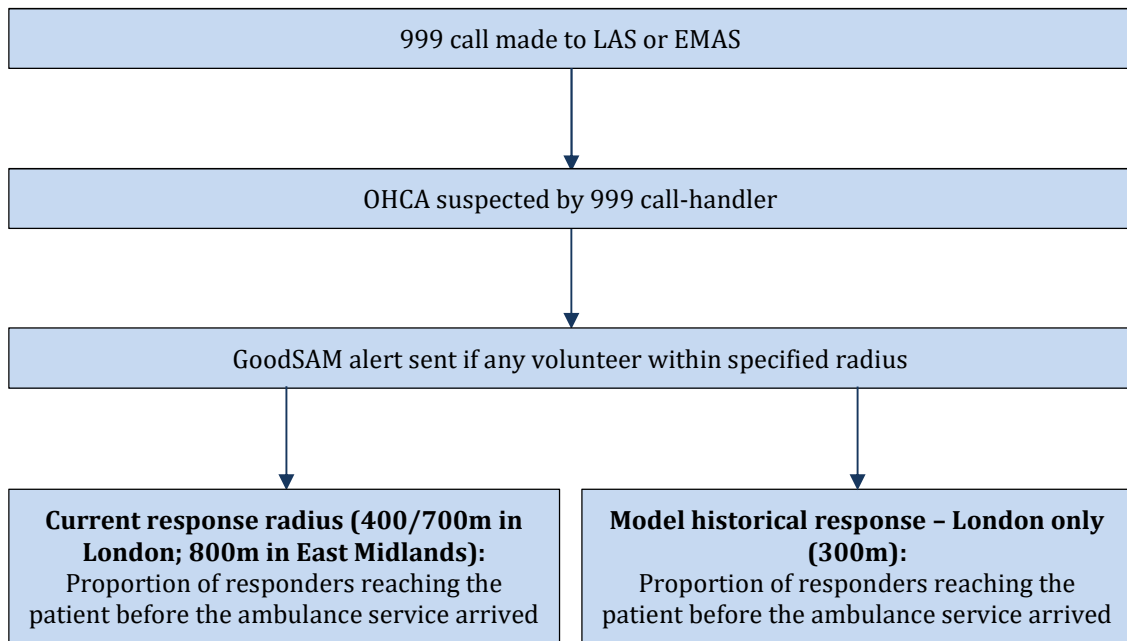 999 call made to LAS or EMAS
OHCA suspected by 999 call-handler
GoodSAM alert sent if any volunteer within specified radius
Current response radius (400/700m in
London; 800m in East Midlands):
Proportion of responders reaching the
patient before the ambulance service arrived
Model historical response – London only
(300m):
Proportion of responders reaching the
patient before the ambulance service arrived